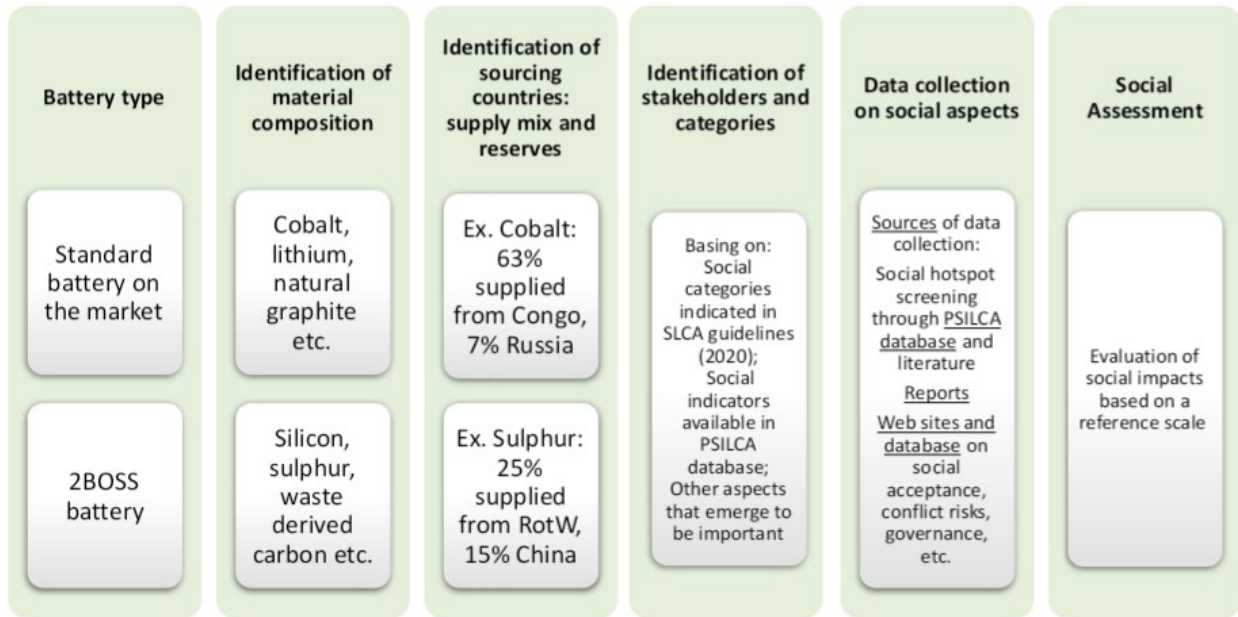 Battery type
Standard
battery on
the market
2BOSS
battery
Identification of
material
composition
Cobalt,
lithium,
natural
graphite
etc.
Silicon,
sulphur,
waste
derived
carbon etc.
Identification of
sourcing
countries:
supply mix and
reserves
Ex. Cobalt:
63%
supplied
from Congo,
7% Russia
Ex. Sulphur:
25%
supplied
from RotW,
15% China
Identification of
stakeholders and
categories
Basing on:
Social
categories
indicated in
SLCA guidelines
(2020);
Social
indicators
available in
PSILCA
database;
Other aspects
that emerge to
be important
Data collection
on social aspects
Sources of data
collection:
Social hotspot
screening
through PSILCA
database and
literature
Reports
Web sites and
database on
social
acceptance,
conflict risks,
governance,
etc.
Social
Assessment
Evaluation of
social impacts
based on a
reference scale